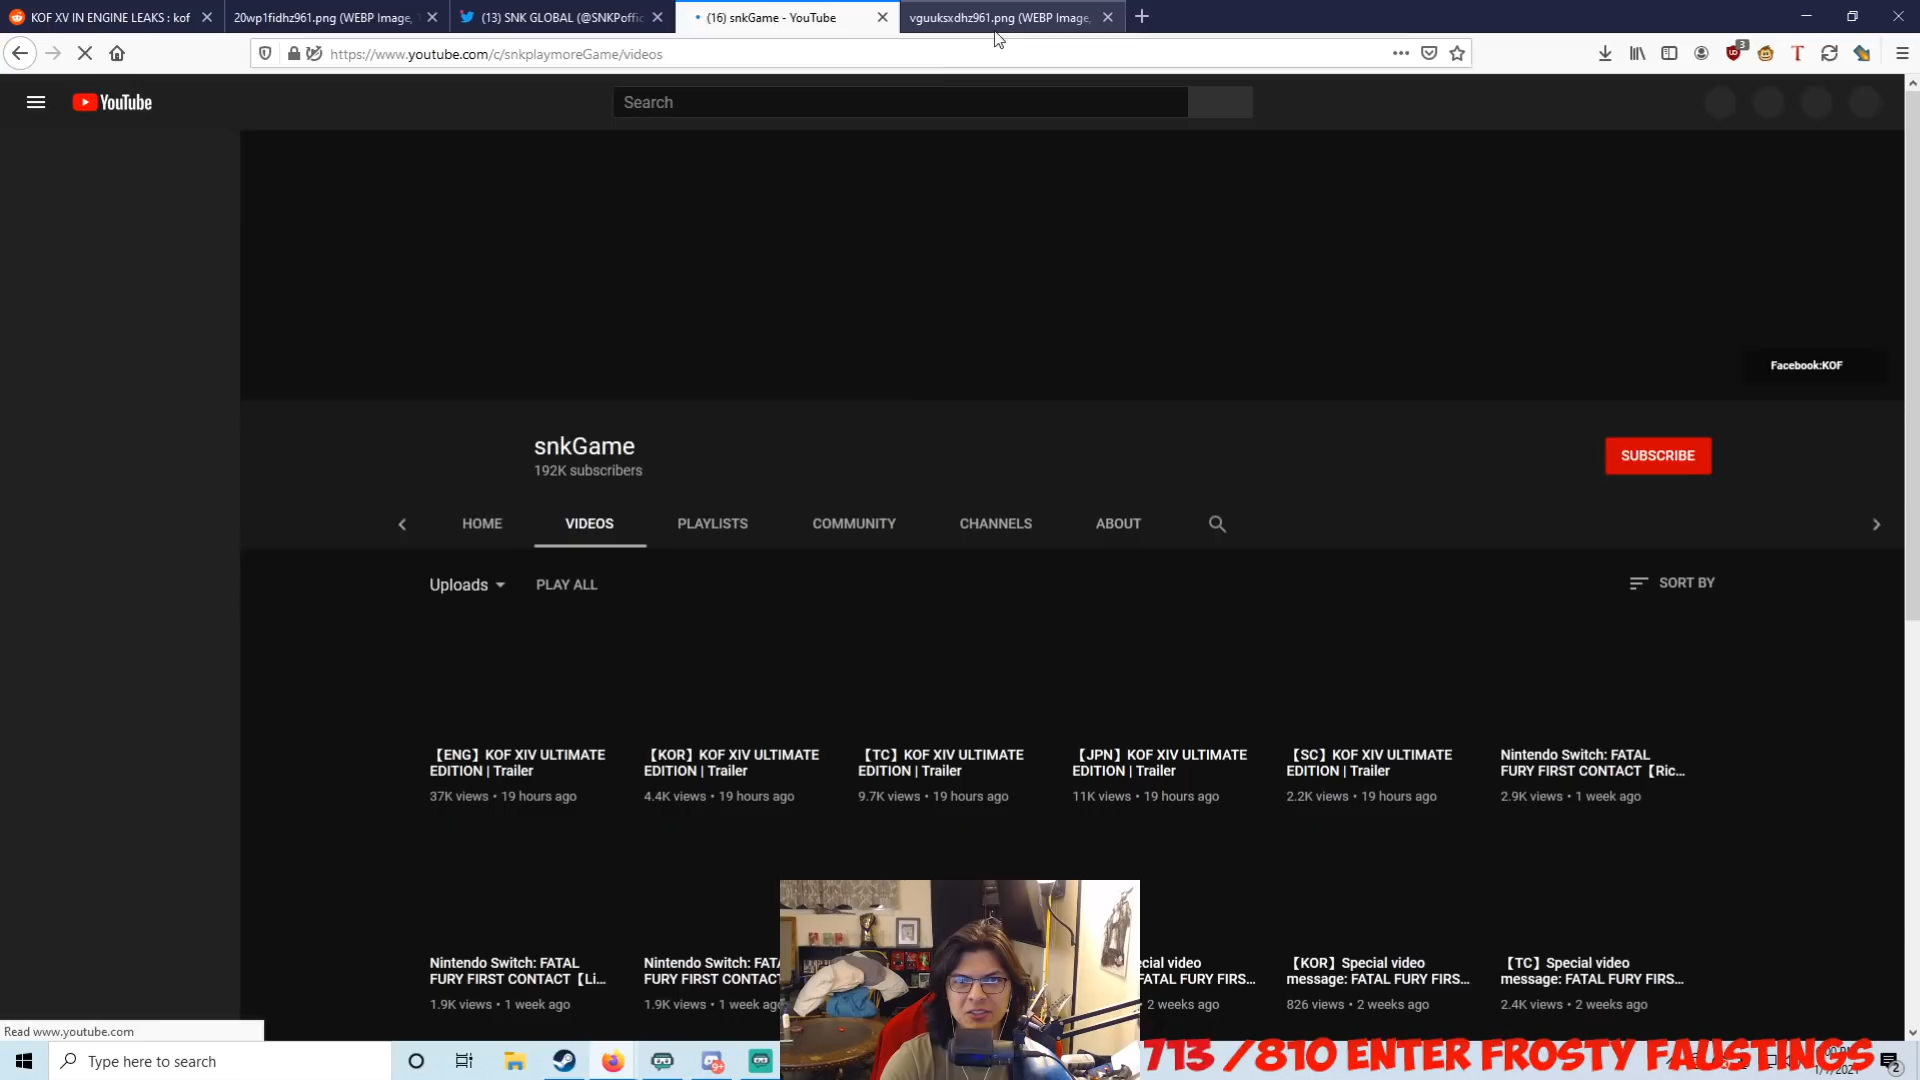 KOF XV IN ENGINE LEAKS : kof
20wp1fidhz961.png (WEBP Image,
(13) SNK GLOBAL (@SNKPoffic
(16) snkGame - YouTube
vguuksxdhz961.png (WEBP Image,
https://www.youtube.com/c/snkplaymoreGame/videos
3
YouTube
Search
Facebook:KOF
snkGame
192K subscribers
SUBSCRIBE
HOME
VIDEOS
PLAYLISTS
COMMUNITY
CHANNELS
ABOUT
Uploads
PLAY ALL
SORT BY
【ENG】KOF XIV ULTIMATE
EDITION | Trailer
37K views • 19 hours ago
【KOR】KOF XIV ULTIMATE
EDITION | Trailer
4.4K views • 19 hours ago
【TC】KOF XIV ULTIMATE
EDITION | Trailer
9.7K views • 19 hours ago
【JPN】KOF XIV ULTIMATE
EDITION | Trailer
11K views • 19 hours ago
【SC】KOF XIV ULTIMATE
EDITION | Trailer
2.2K views • 19 hours ago
Nintendo Switch: FATAL
FURY FIRST CONTACT【Ric...
2.9K views • 1 week ago
Nintendo Switch: FATAL
FURY FIRST CONTACT【Li...
1.9K views • 1 week ago
Nintendo Switch: FATA
FURY FIRST CONTACT
1.9K views • 1 week ago
cial video
FATAL FURY FIRS...
2 weeks ago
【KOR】Special video
message: FATAL FURY FIRS...
826 views • 2 weeks ago
【TC】Special video
message: FATAL FURY FIRS...
2.4K views • 2 weeks ago
Read www.youtube.com
Type here to search
9+
713 /810 ENTER FROSTY FAUSTINGS
2